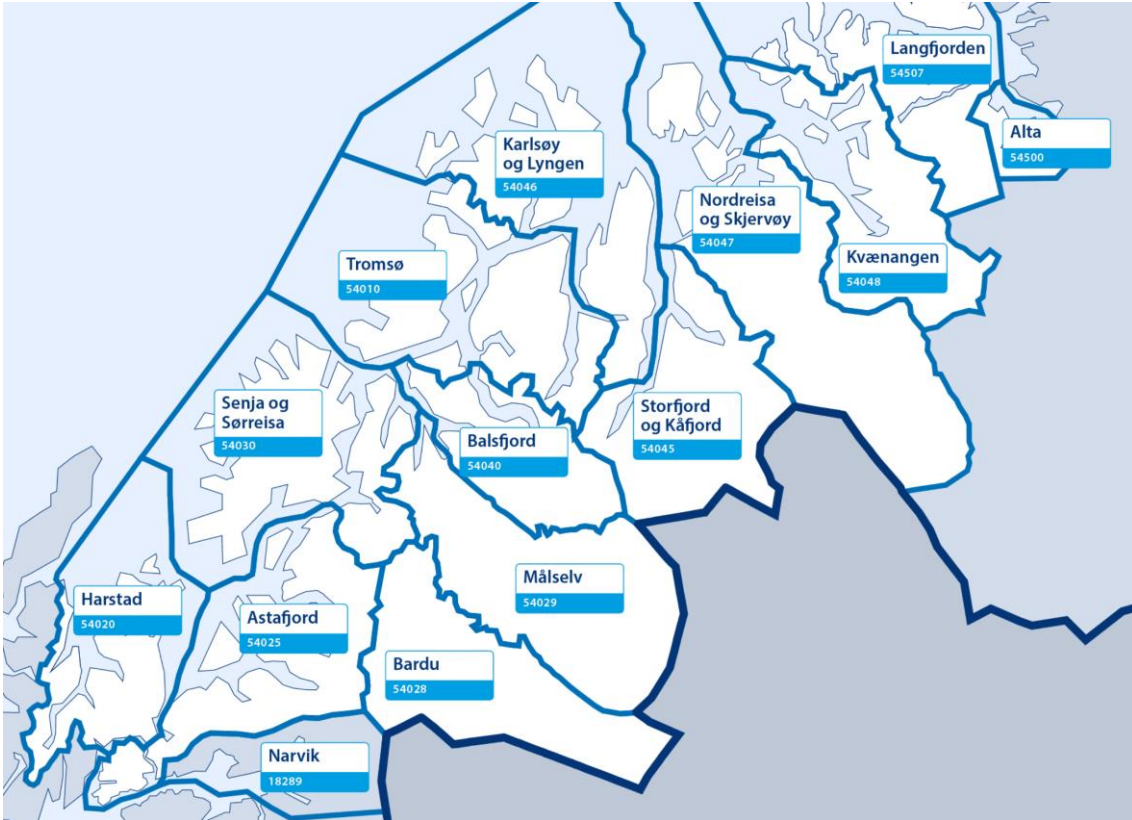 Langfjorden
54507
Alta
54500
Karlsøy
og Lyngen
54046
Nordreisa
og Skjervøy
54047
Kvænangen
54048
Tromsø
54010
Senja og
Sørreisa
54030
Balsfjord
54040
Storfjord
og Kåfjord
54045
Harstad
54020
Astafjord
54025
Målselv
54029
Bardu
54028
Narvik
18289